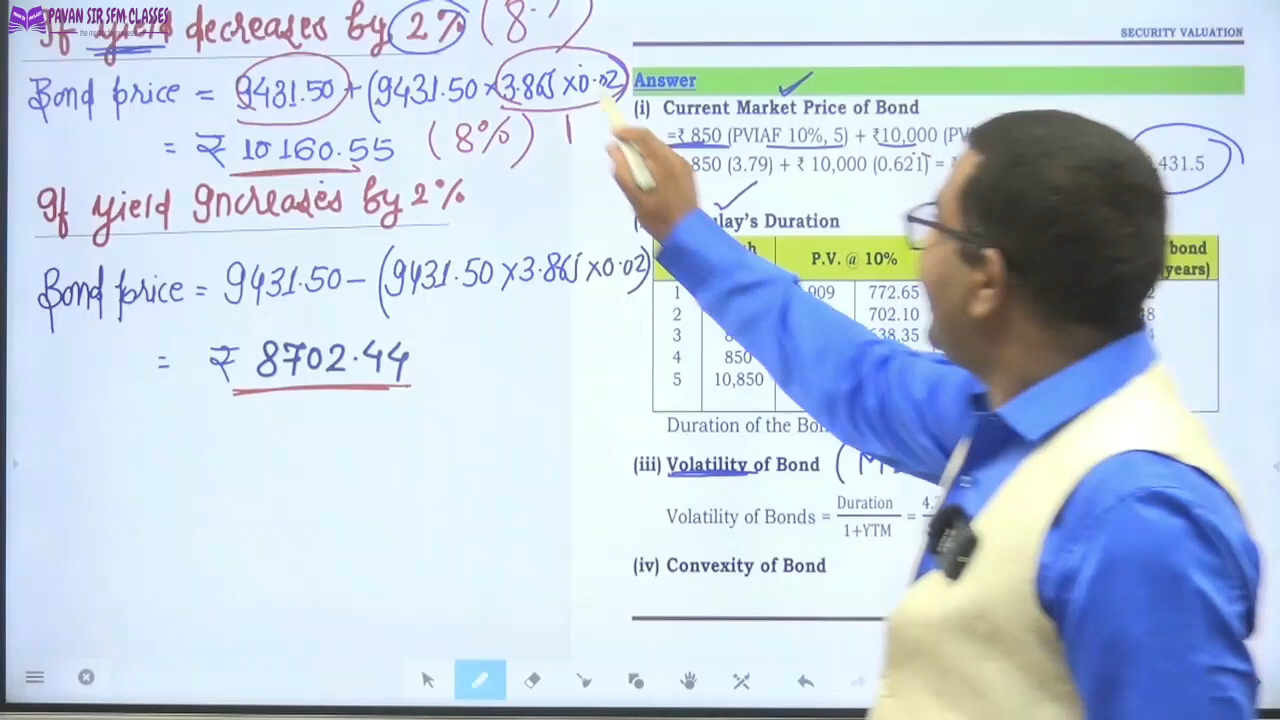 PAVAN SIR SEM CLASSES
If yield decreases by 2% (8.
Bond price = 9431.50 + (9431.50 × 3.865 × 0.02)
= ₹ 10160.55 (8%) 1
If yield Increases by 2%
Bond price = 9431.50 – (9431.50 × 3.865 × 0.02)
= ₹ 8702.44
SECURITY VALUATION
Answer
(i) Current Market Price of Bond
=₹ 850 (PVIAF 10%, 5) + ₹10,000 (PV
850 (3.79) + ₹ 10,000 (0.621) = 431.5
Duration
P.V. @ 10% bond
years)
1 909 772.65
2 702.10
3 638.35
4 850
5 10,850
Duration of the
(iii) Volatility of Bond (
Volatility of Bonds = Duration / 1+YTM = 4.
(iv) Convexity of Bond